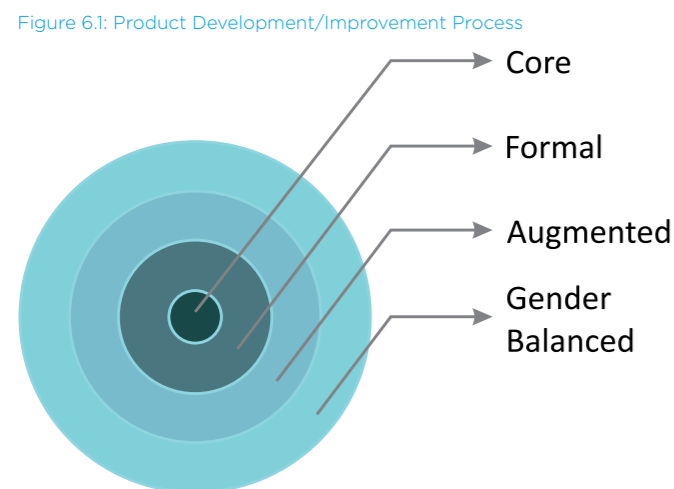 Figure 6.1: Product Development/Improvement Process
Core
Formal
Augmented
Gender
Balanced